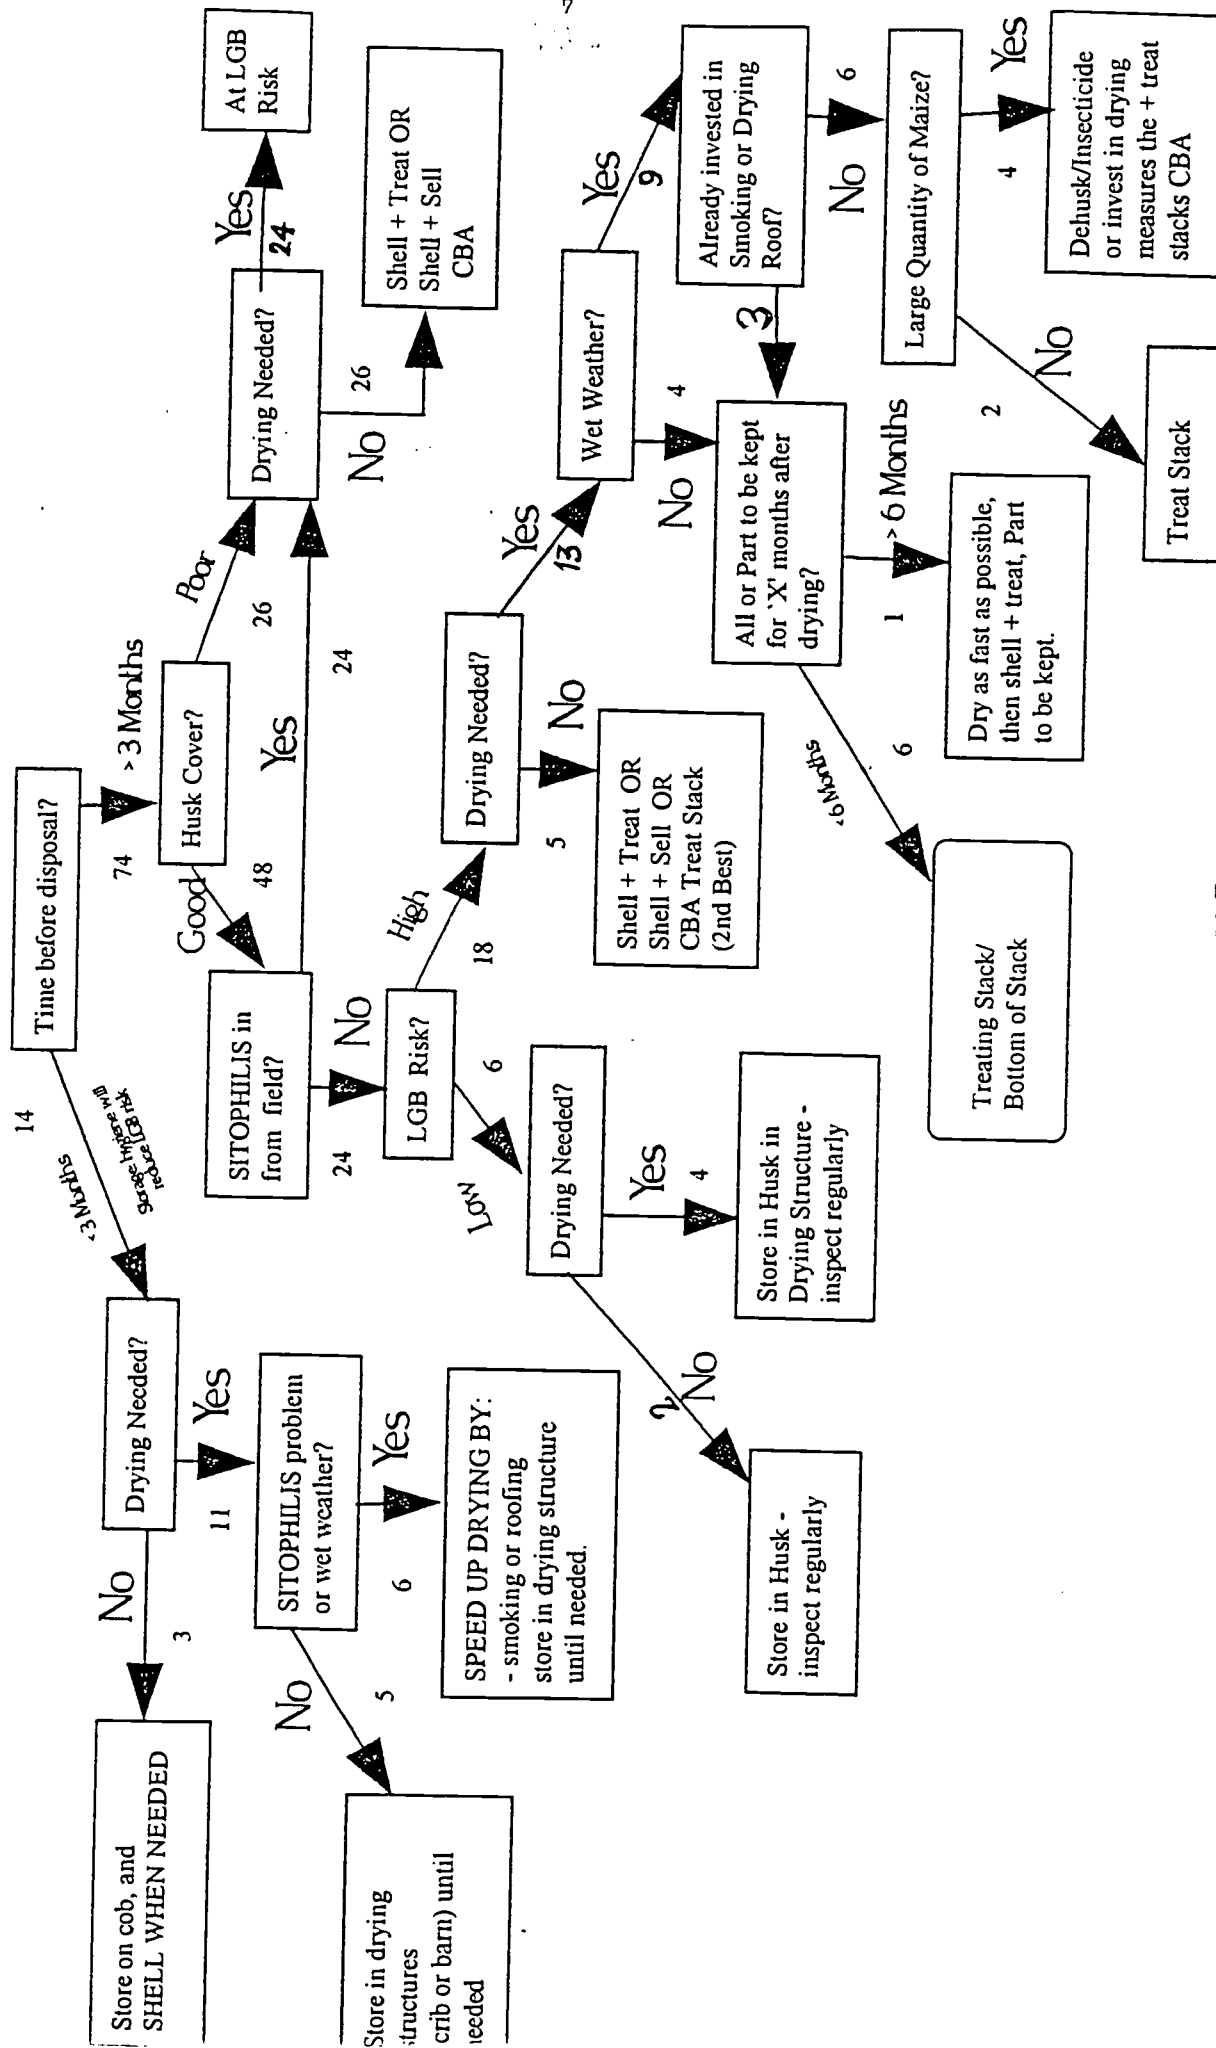 7
Time before disposal?
14
<3 Months
Storage hygiene will
reduce LGB risk
74
>3 Months
Drying Needed?
No
3
Store on cob, and
SHELL WHEN NEEDED
Yes
11
SITOPHILIS problem
or wet weather?
No
5
Store in drying
structures
crib or barn) until
needed
Yes
6
SPEED UP DRYING BY:
- smoking or roofing
store in drying structure
until needed.
Husk Cover?
Good
48
Poor
26
SITOPHILIS in
from field?
Yes
24
No
24
Drying Needed?
Yes
24
At LGB
Risk
No
26
Shell + Treat OR
Shell + Sell
CBA
LGB Risk?
Low
6
High
18
Drying Needed?
No
2
Store in Husk -
inspect regularly
Yes
4
Store in Husk in
Drying Structure -
inspect regularly
Drying Needed?
No
5
Shell + Treat OR
Shell + Sell OR
CBA Treat Stack
(2nd Best)
Yes
13
Wet Weather?
No
4
Yes
9
Already invested in
Smoking or Drying
Roof?
3
No
6
All or Part to be kept
for `X' months after
drying?
<6 Months
6
Treating Stack/
Bottom of Stack
>6 Months
1
Dry as fast as possible,
then shell + treat, Part
to be kept.
Large Quantity of Maize?
No
2
Treat Stack
Yes
4
Dehusk/Insecticide
or invest in drying
measures the + treat
stacks CBA